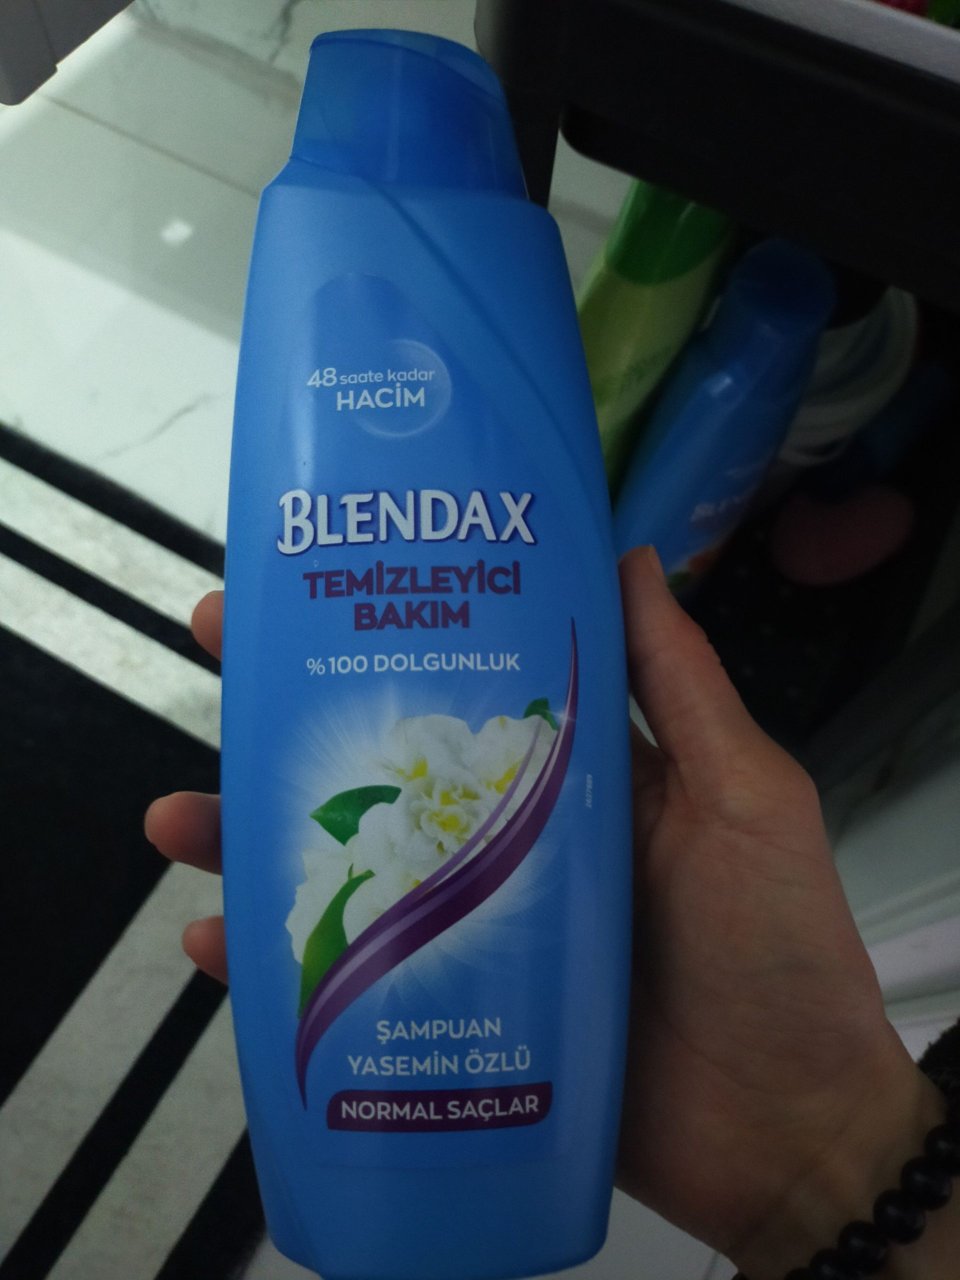 48 saate kadar
HACİM
BLENDAX
TEMİZLEYİCİ
BAKIM
%100 DOLGUNLUK
ŞAMPUAN
YASEMİN ÖZLÜ
NORMAL SAÇLAR